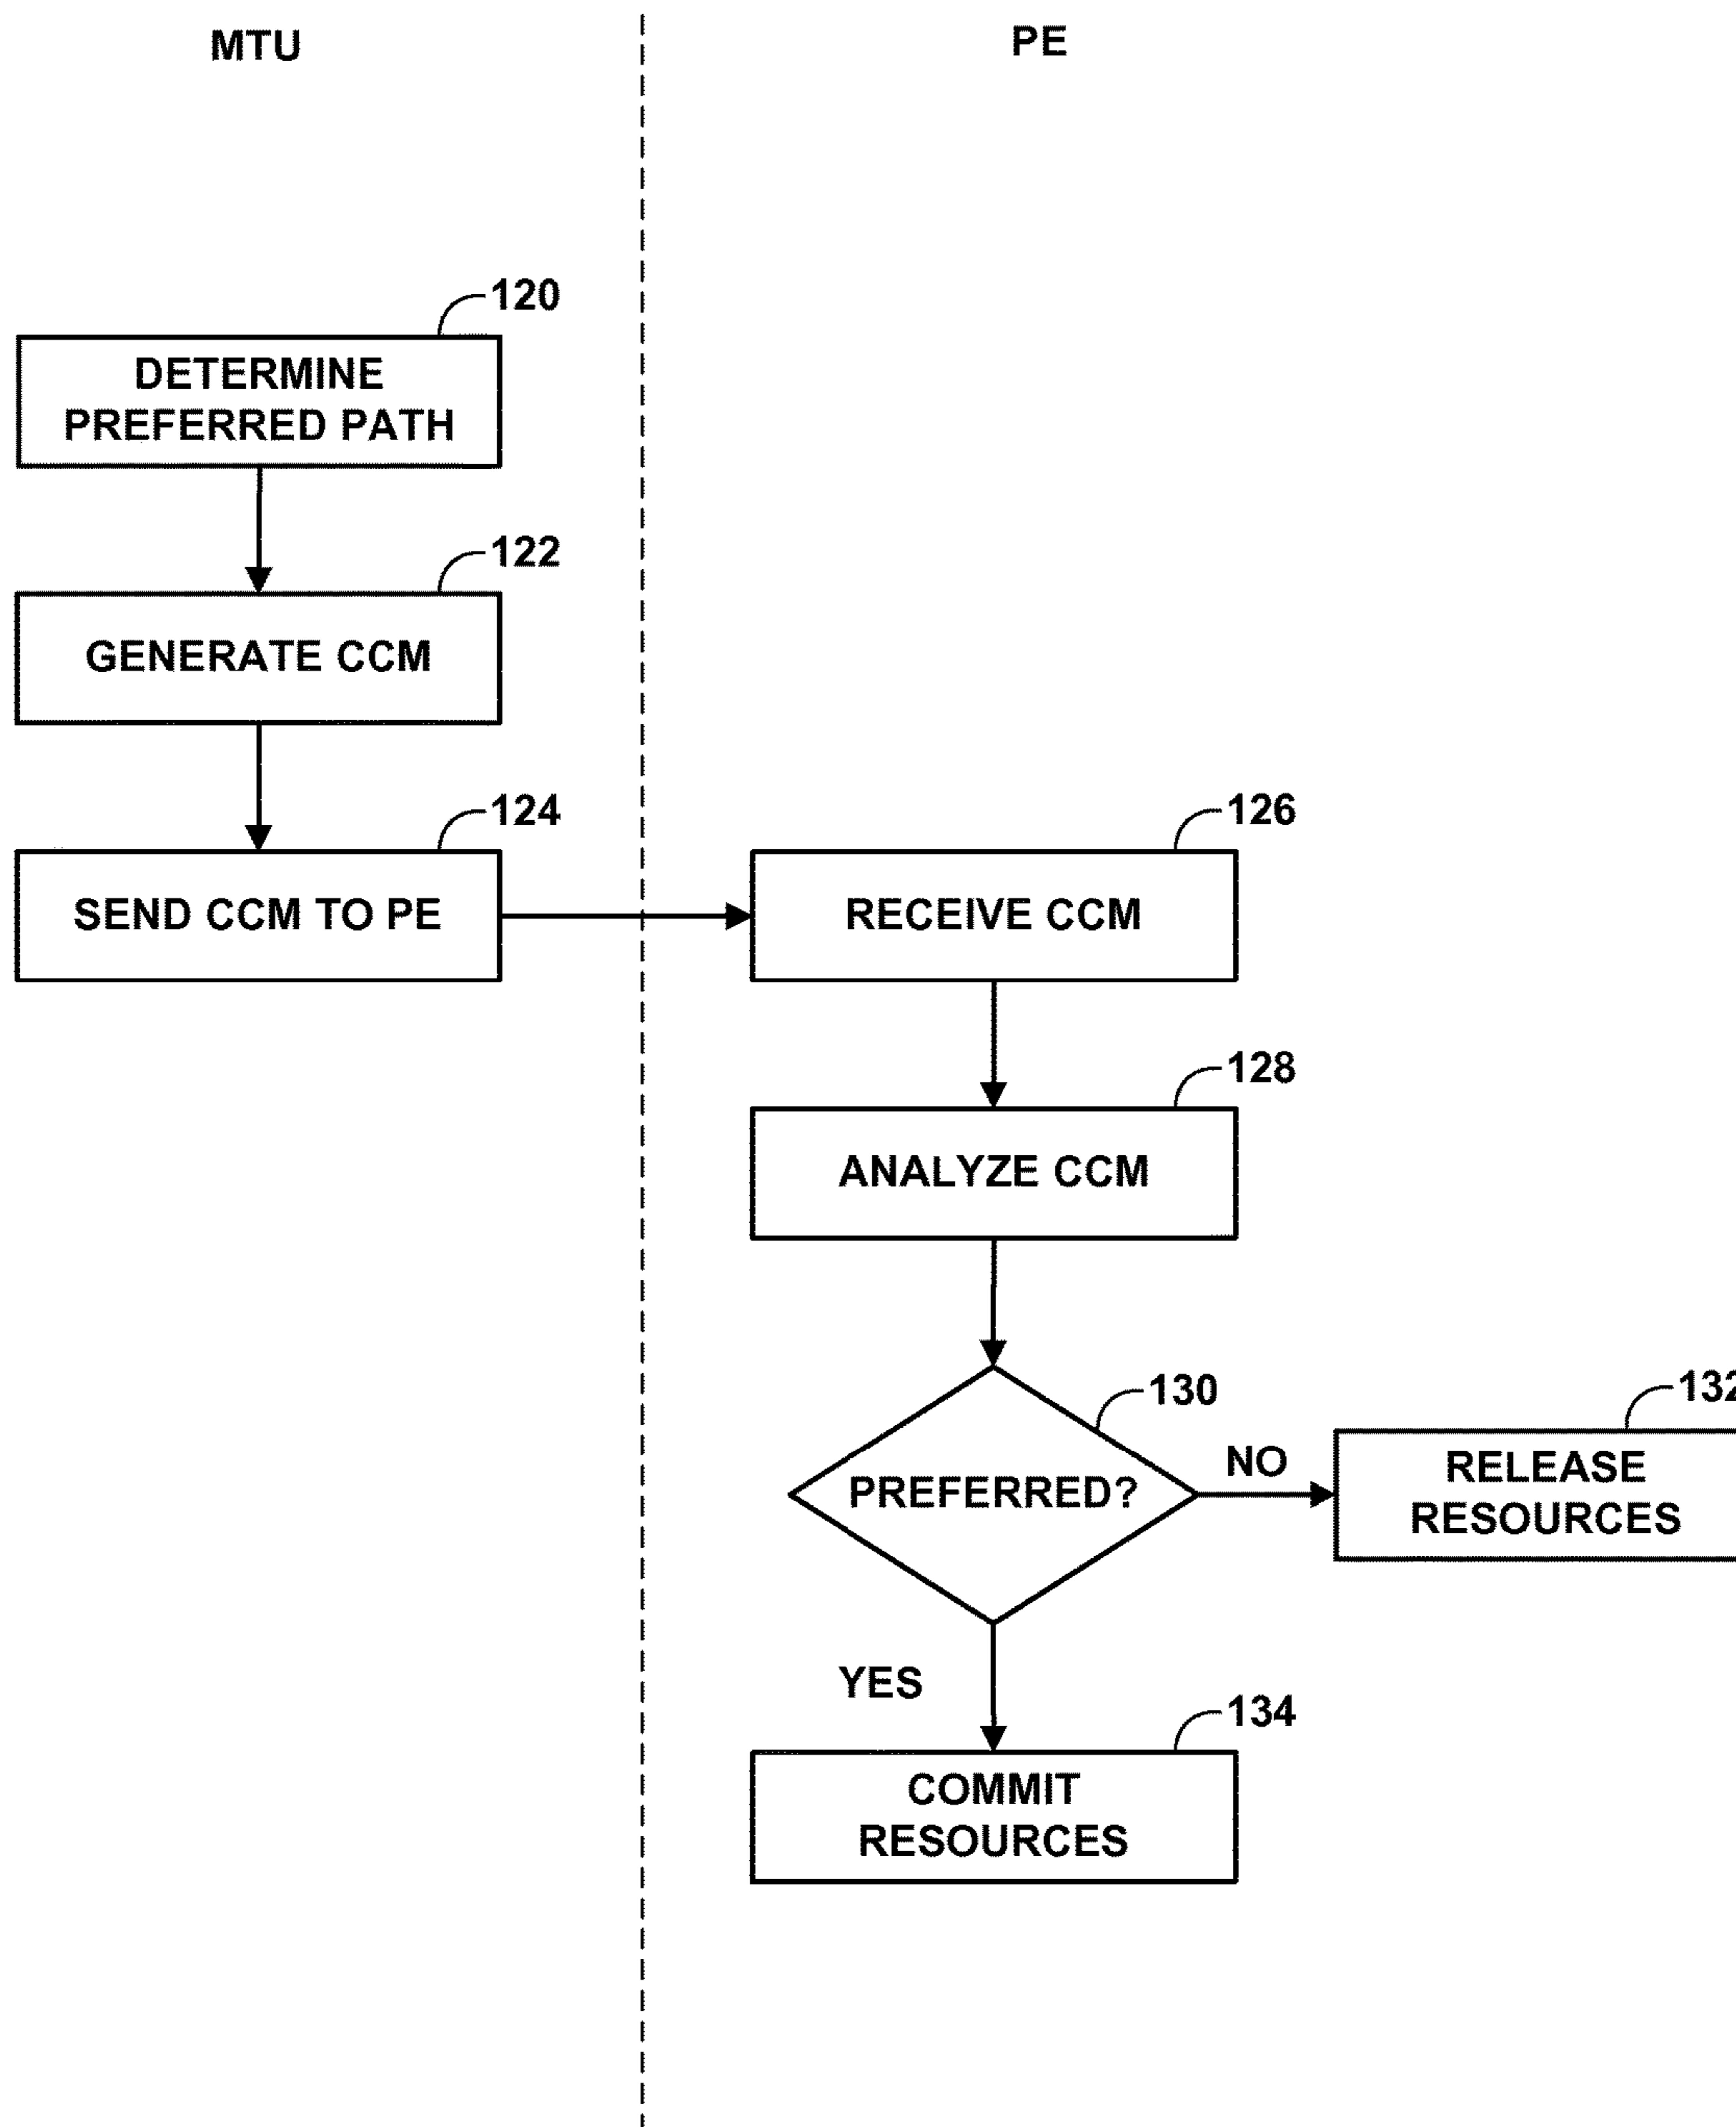 MTU
PE
120
DETERMINE
PREFERRED PATH
122
GENERATE CCM
124
SEND CCM TO PE
126
RECEIVE CCM
128
ANALYZE CCM
130
PREFERRED?
NO
132
RELEASE
RESOURCES
YES
134
COMMIT
RESOURCES